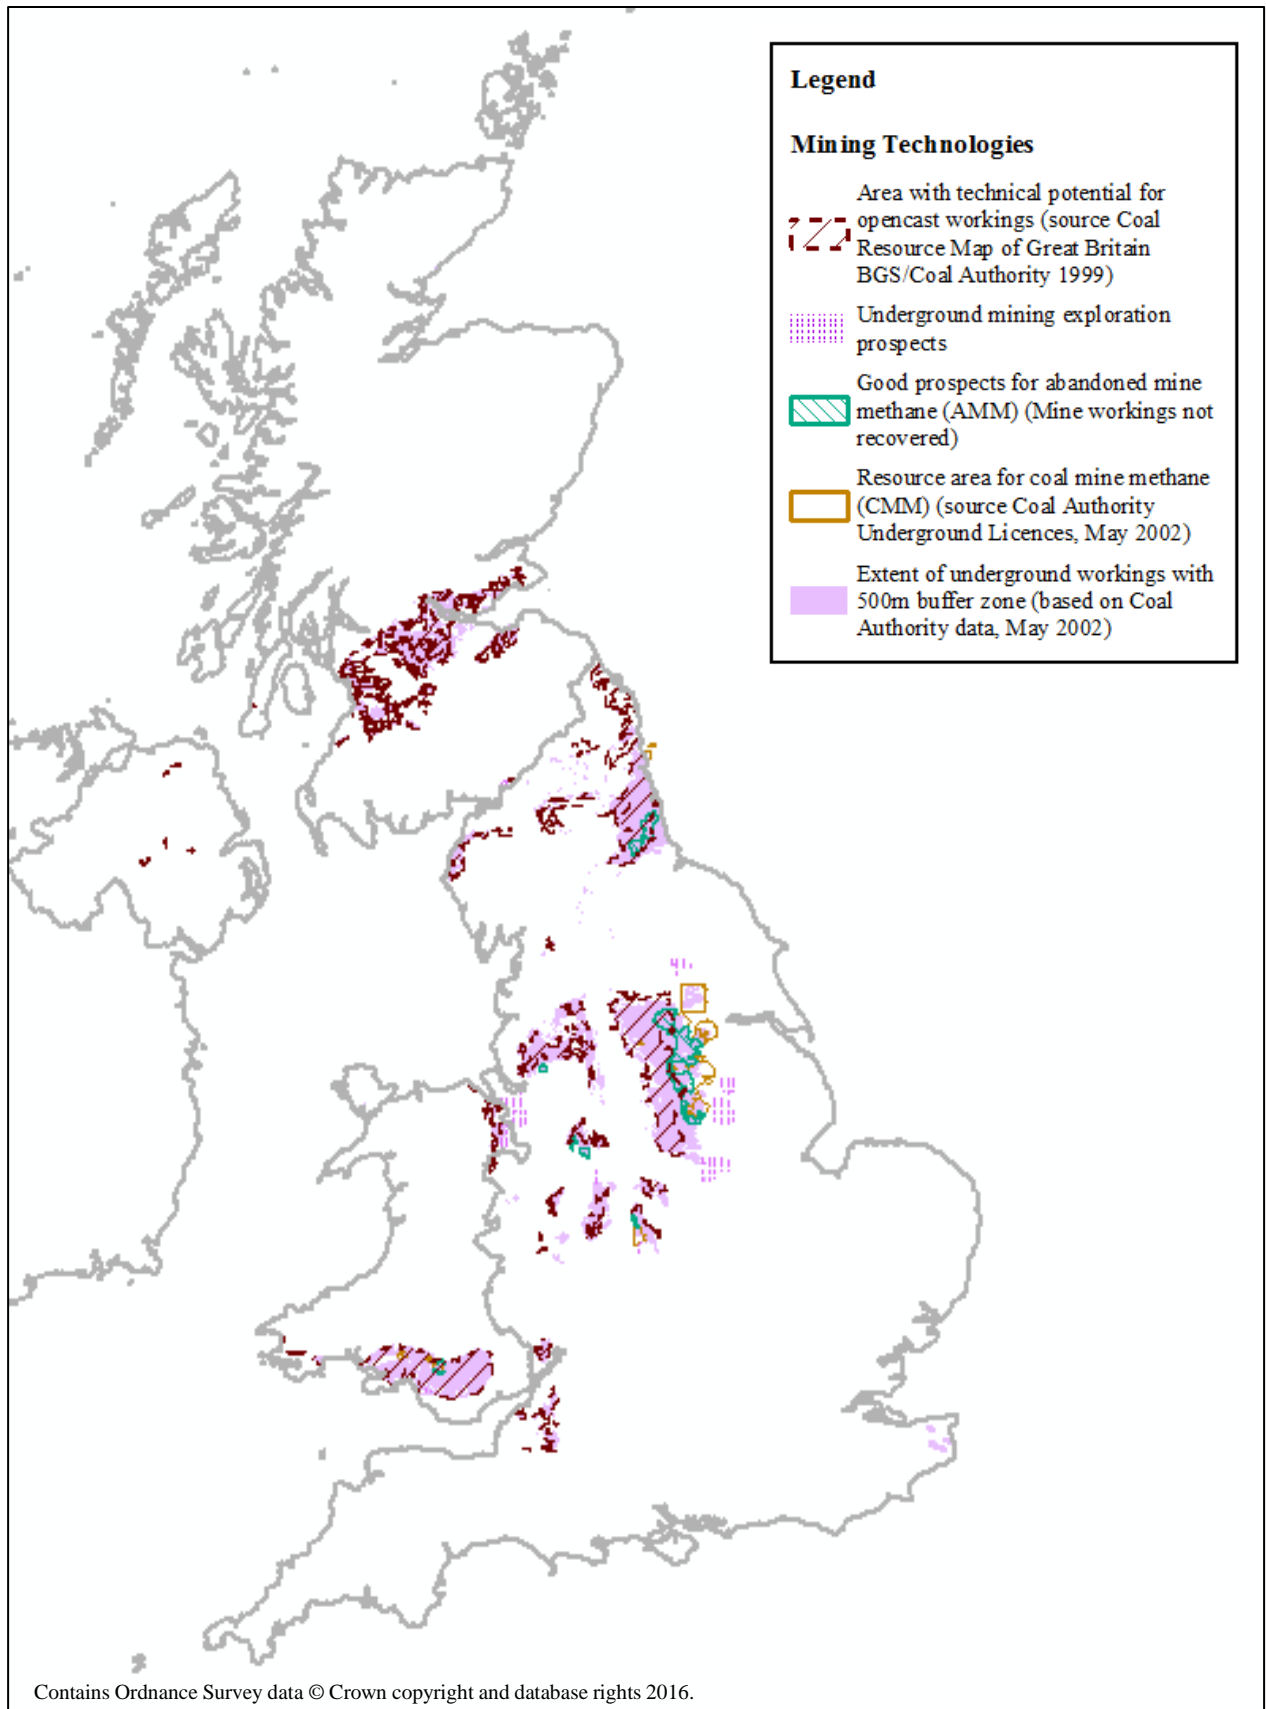 Legend
Mining Technologies
Area with technical potential for
opencast workings (source Coal
Resource Map of Great Britain
BGS/Coal Authority 1999)
Underground mining exploration
prospects
Good prospects for abandoned mine
methane (AMM) (Mine workings not
recovered)
Resource area for coal mine methane
(CMM) (source Coal Authority
Underground Licences, May 2002)
Extent of underground workings with
500m buffer zone (based on Coal
Authority data, May 2002)
Contains Ordnance Survey data © Crown copyright and database rights 2016.